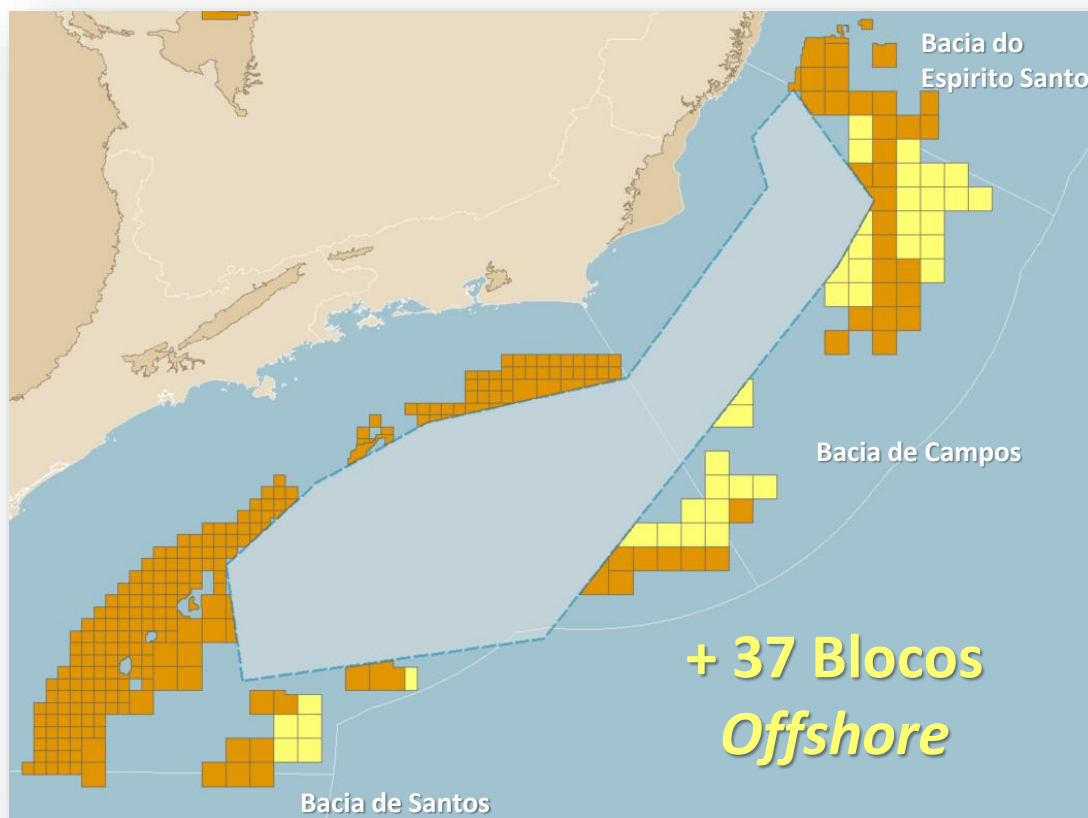 Bacia do
Espirito Santo
Bacia de Campos
+ 37 Blocos
Offshore
Bacia de Santos